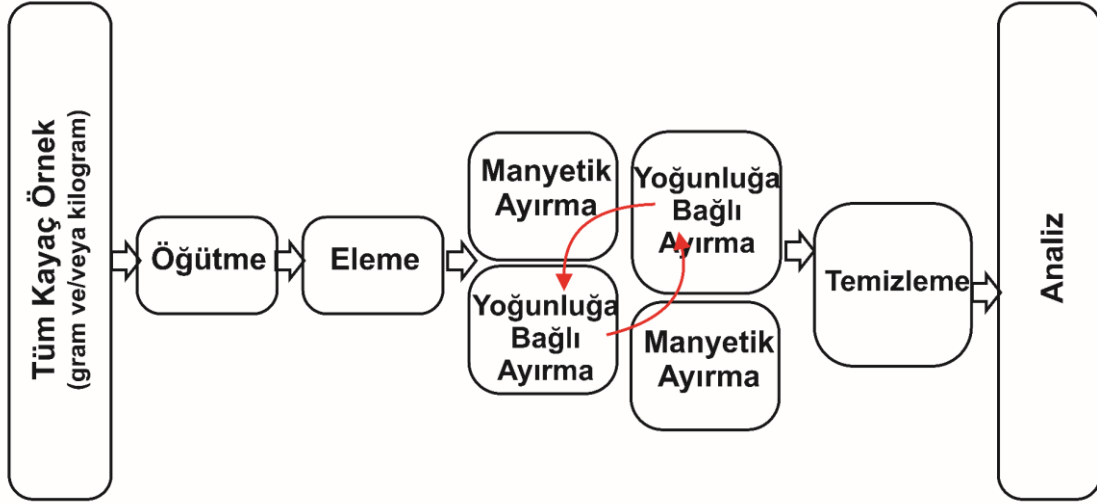 Tüm Kayaç Örnek
(gram ve/veya kilogram)
Öğütme
Eleme
Manyetik
Ayırma
Yoğunluğa
Bağlı
Ayırma
Yoğunluğa
Bağlı
Ayırma
Manyetik
Ayırma
Temizleme
Analiz